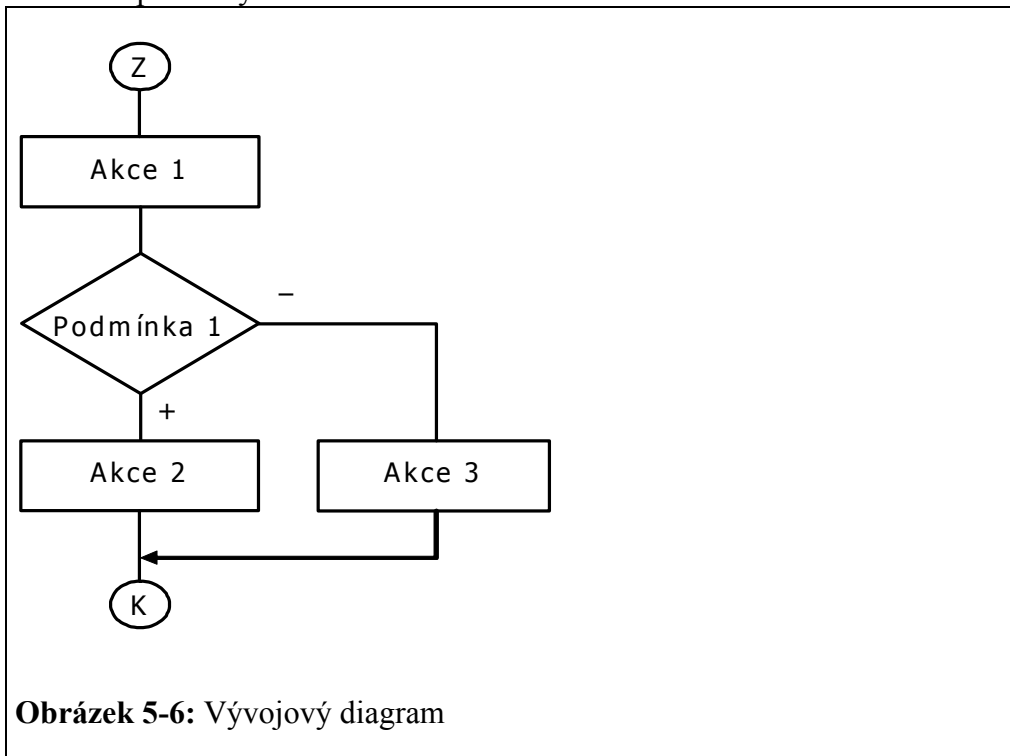 Z
Akce 1
–
Podmínka 1
+
Akce 2 Akce 3
K
Obrázek 5-6: Vývojový diagram